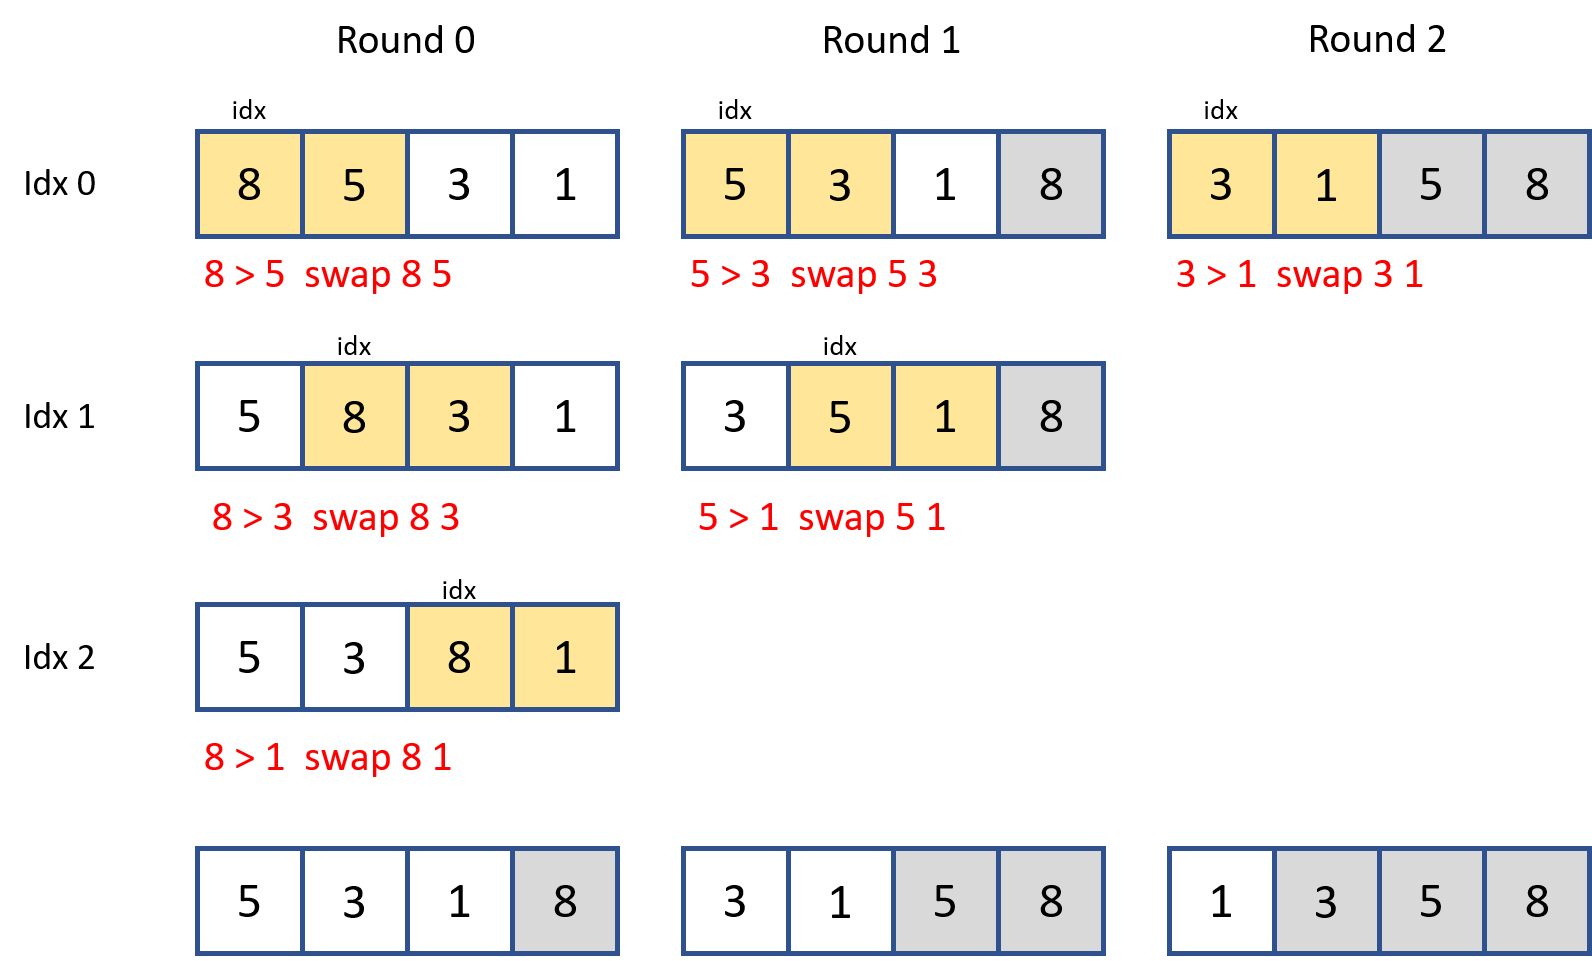 Round 0 Round 1 Round 2
idx idx idx
Idx 0 8 5 3 1 5 3 1 8 3 1 5 8
8 > 5 swap 8 5 5 > 3 swap 5 3 3 > 1 swap 3 1
idx idx
Idx 1 5 8 3 1 3 5 1 8
8 > 3 swap 8 3 5 > 1 swap 5 1
idx
Idx 2 5 3 8 1
8 > 1 swap 8 1
5 3 1 8 3 1 5 8 1 3 5 8